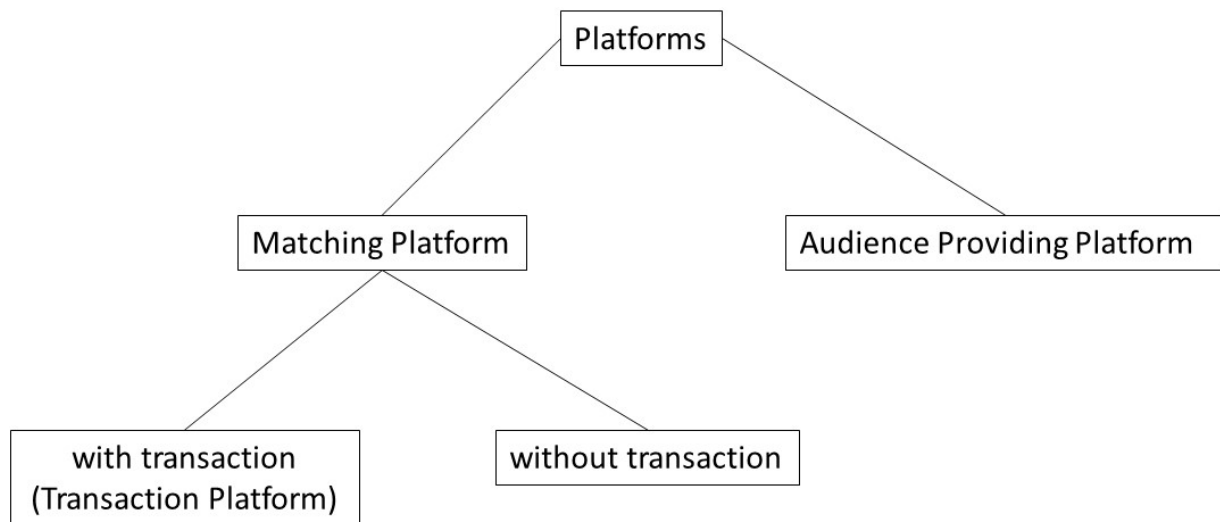 Platforms
Matching Platform
Audience Providing Platform
with transaction
(Transaction Platform)
without transaction